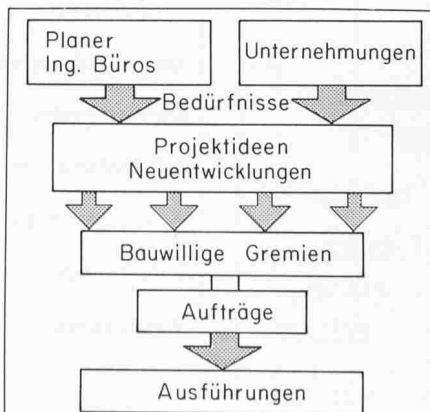 Planer
Ing. Büros
Unternehmungen
Bedürfnisse
Projektideen
Neuentwicklungen
Bauwillige Gremien
Aufträge
Ausführungen